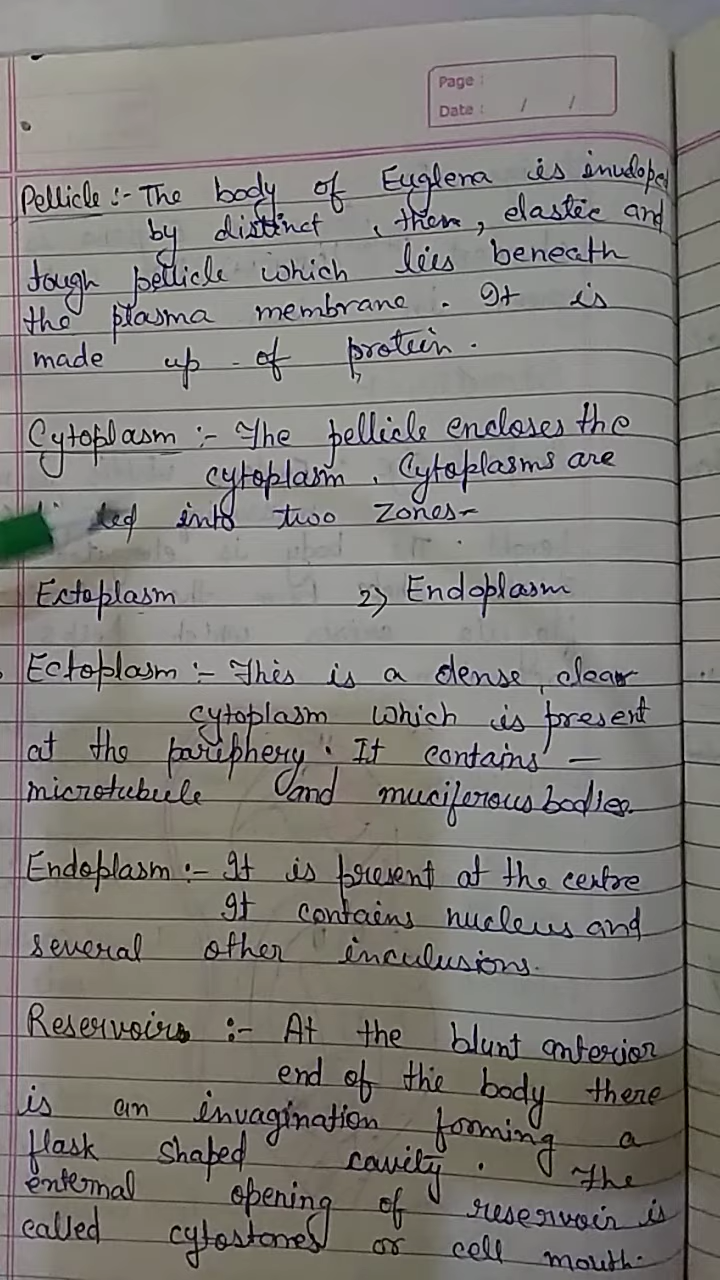 Page :
Date : / /
Pellicle :- The body of Euglena is inveloped
by distinct, then, elastic and
tough pellicle which lies beneath
the plasma membrane. It is
made up of protein.
Cytoplasm :- The pellicle encloses the
cytoplasm. Cytoplasms are
into two zones-
Ectoplasm 2) Endoplasm
Ectoplasm :- This is a dense, clear
cytoplasm which is present
at the pariphery. It contains —
microtubule and muciferous bodies.
Endoplasm :- It is present at the centre
It contains nucleus and
several other inculusions.
Reservoirs :- At the blunt anterior
end of the body there
is an invagination forming a
flask shaped cavity. The
enternal opening of reservoir is
called cytostomes or cell mouth.